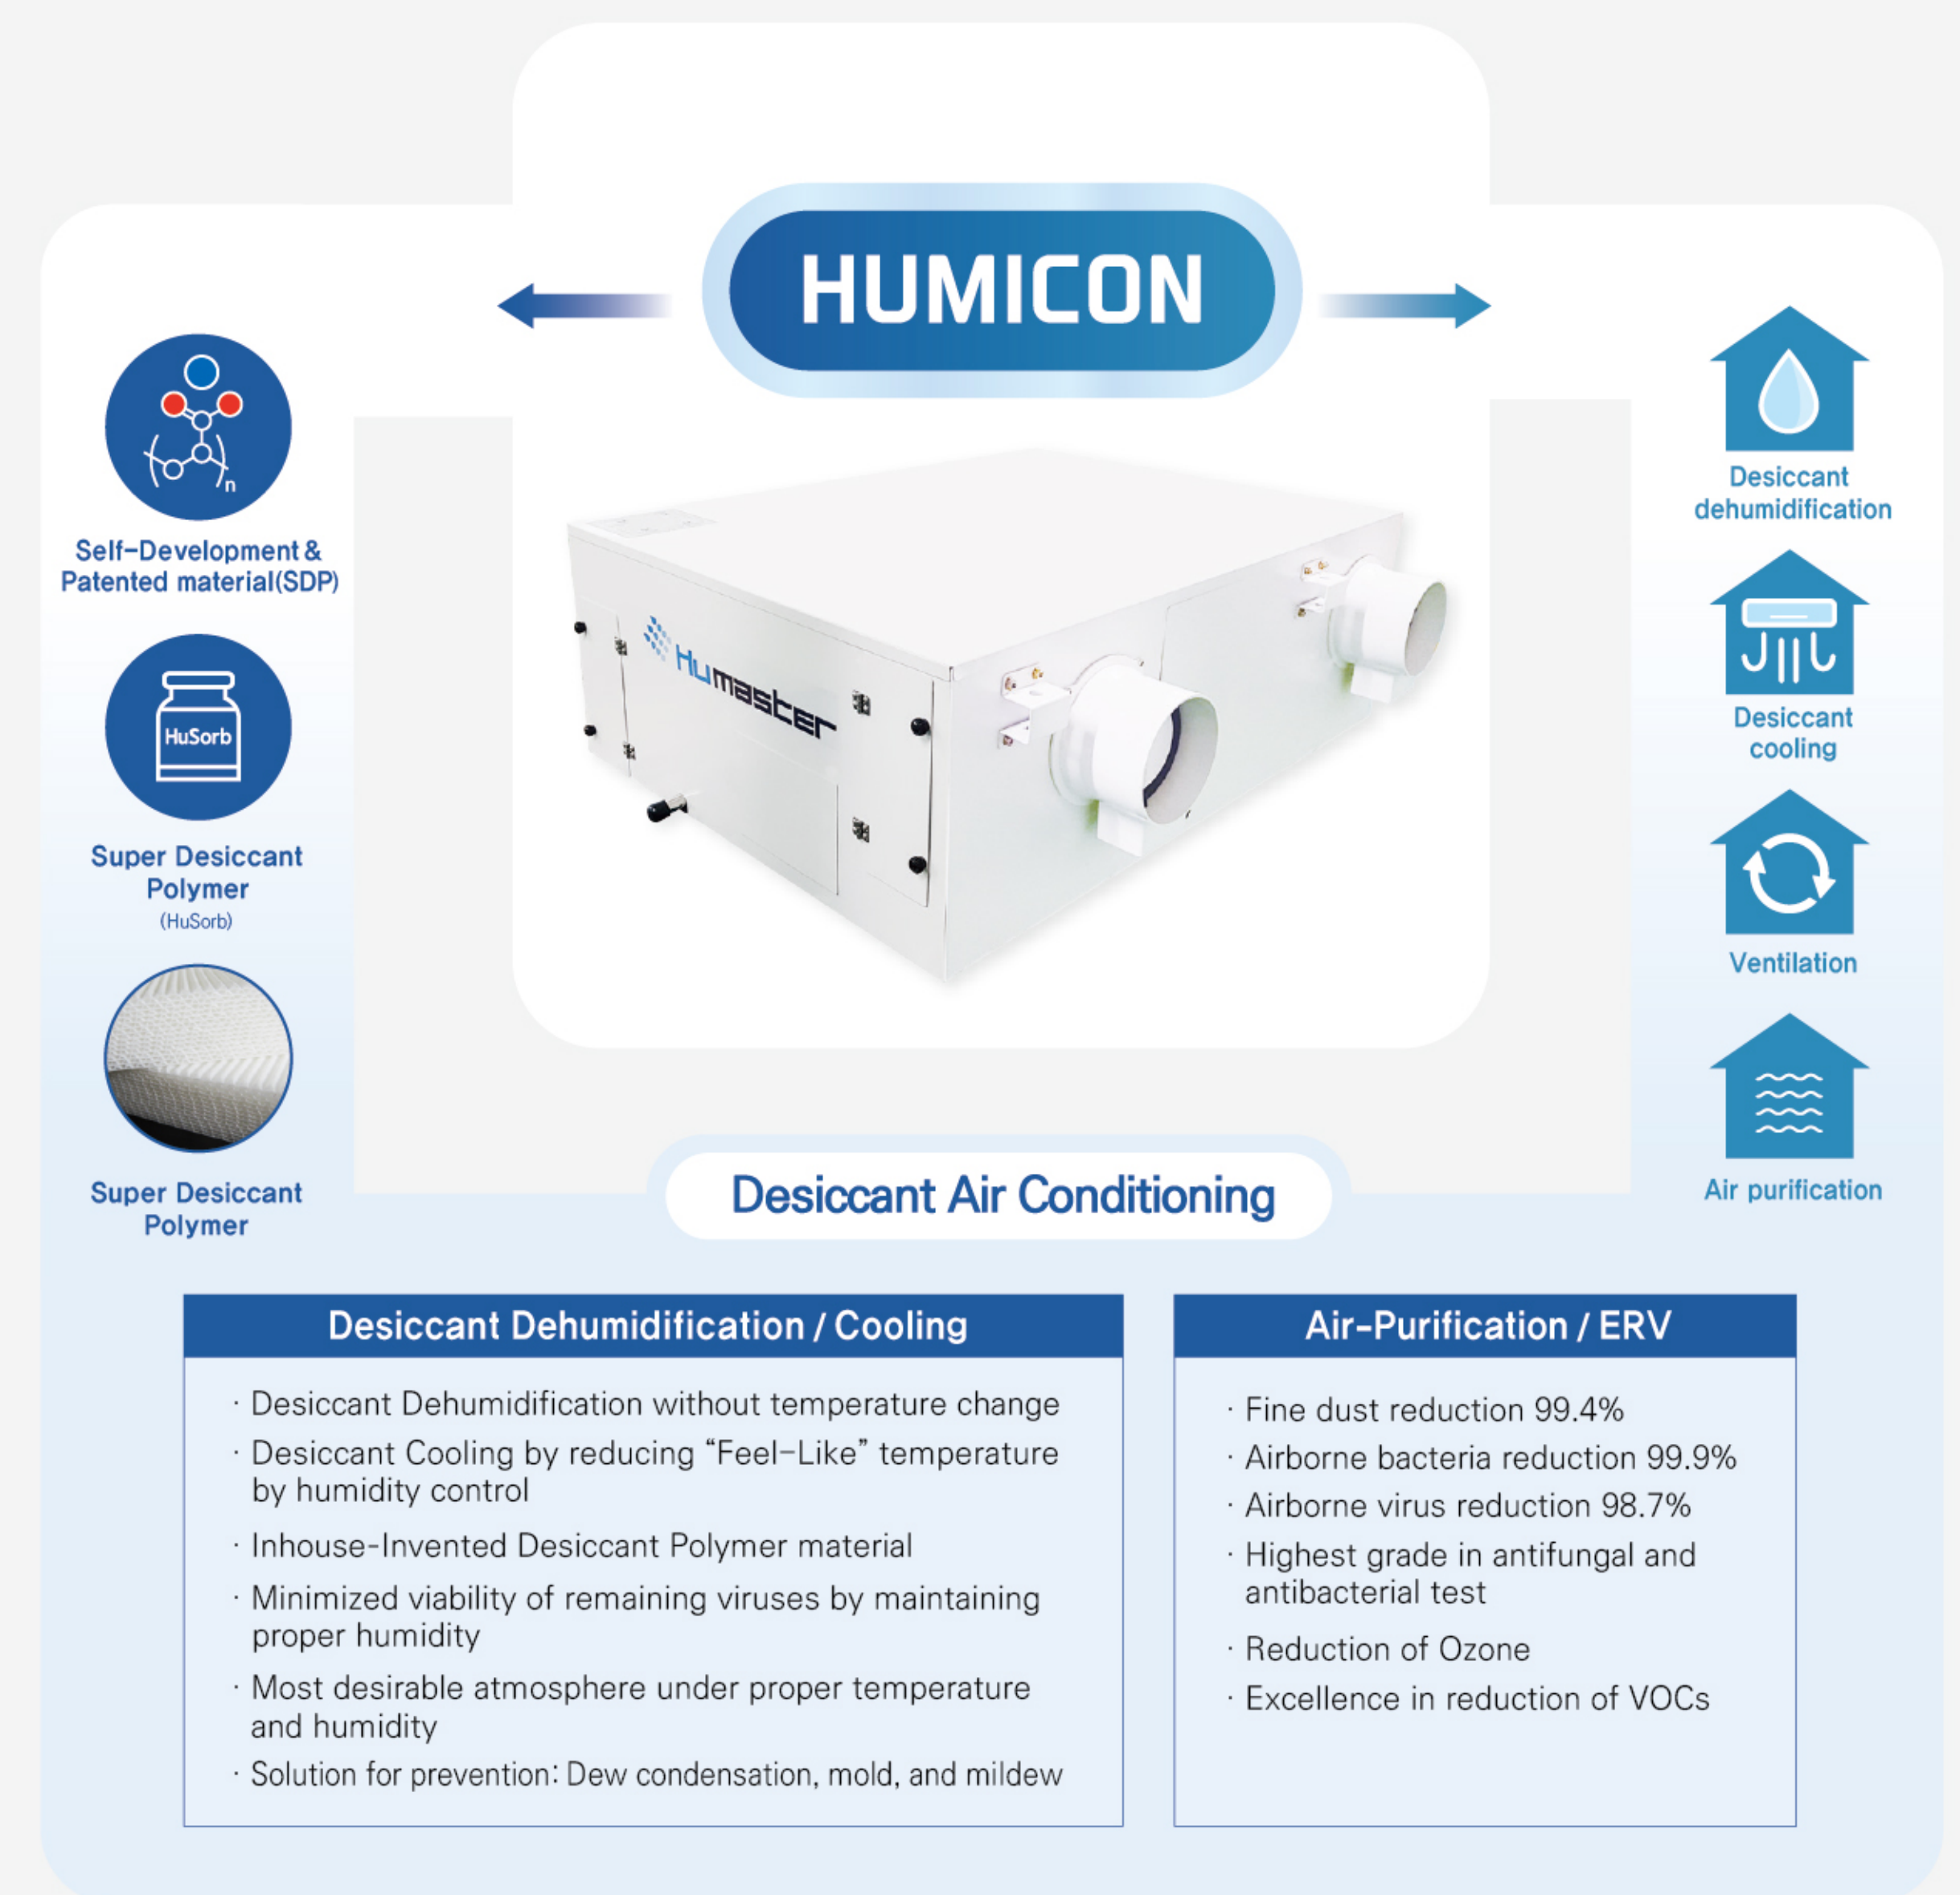 HUMICON
n
Self-Development &
Patented material(SDP)
HuSorb
Super Desiccant
Polymer
(HuSorb)
Super Desiccant
Polymer
Humaster
Desiccant
dehumidification
Desiccant
cooling
Ventilation
Air purification
Desiccant Air Conditioning
Desiccant Dehumidification / Cooling
· Desiccant Dehumidification without temperature change
· Desiccant Cooling by reducing “Feel-Like” temperature
by humidity control
· Inhouse-Invented Desiccant Polymer material
· Minimized viability of remaining viruses by maintaining
proper humidity
· Most desirable atmosphere under proper temperature
and humidity
· Solution for prevention: Dew condensation, mold, and mildew
Air-Purification / ERV
· Fine dust reduction 99.4%
· Airborne bacteria reduction 99.9%
· Airborne virus reduction 98.7%
· Highest grade in antifungal and
antibacterial test
· Reduction of Ozone
· Excellence in reduction of VOCs